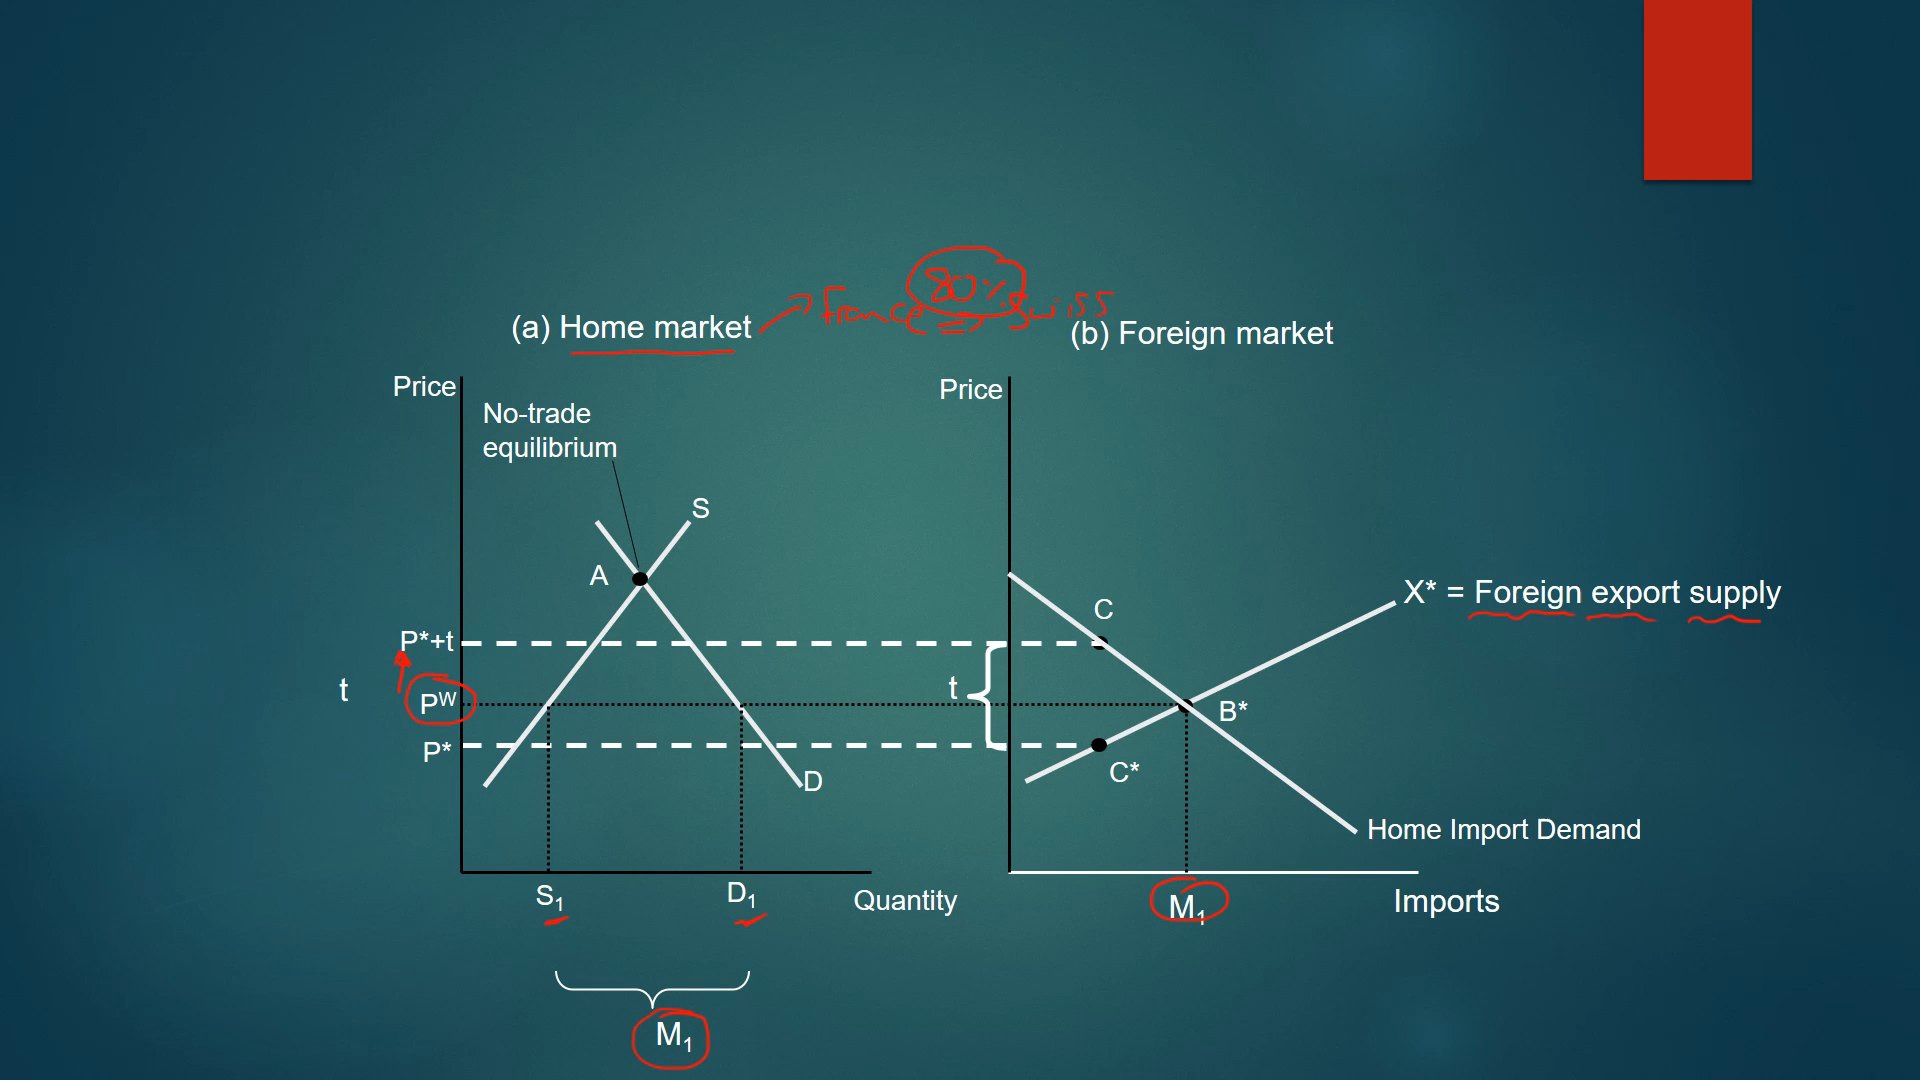 80%
France swiss
(a) Home market
(b) Foreign market
Price
Price
No-trade
equilibrium
S
A
C
X* = Foreign export supply
P*+t
t
t
Pᵂ
B*
P*
C*
D
Home Import Demand
S₁
D₁
Quantity
M₁
Imports
M₁